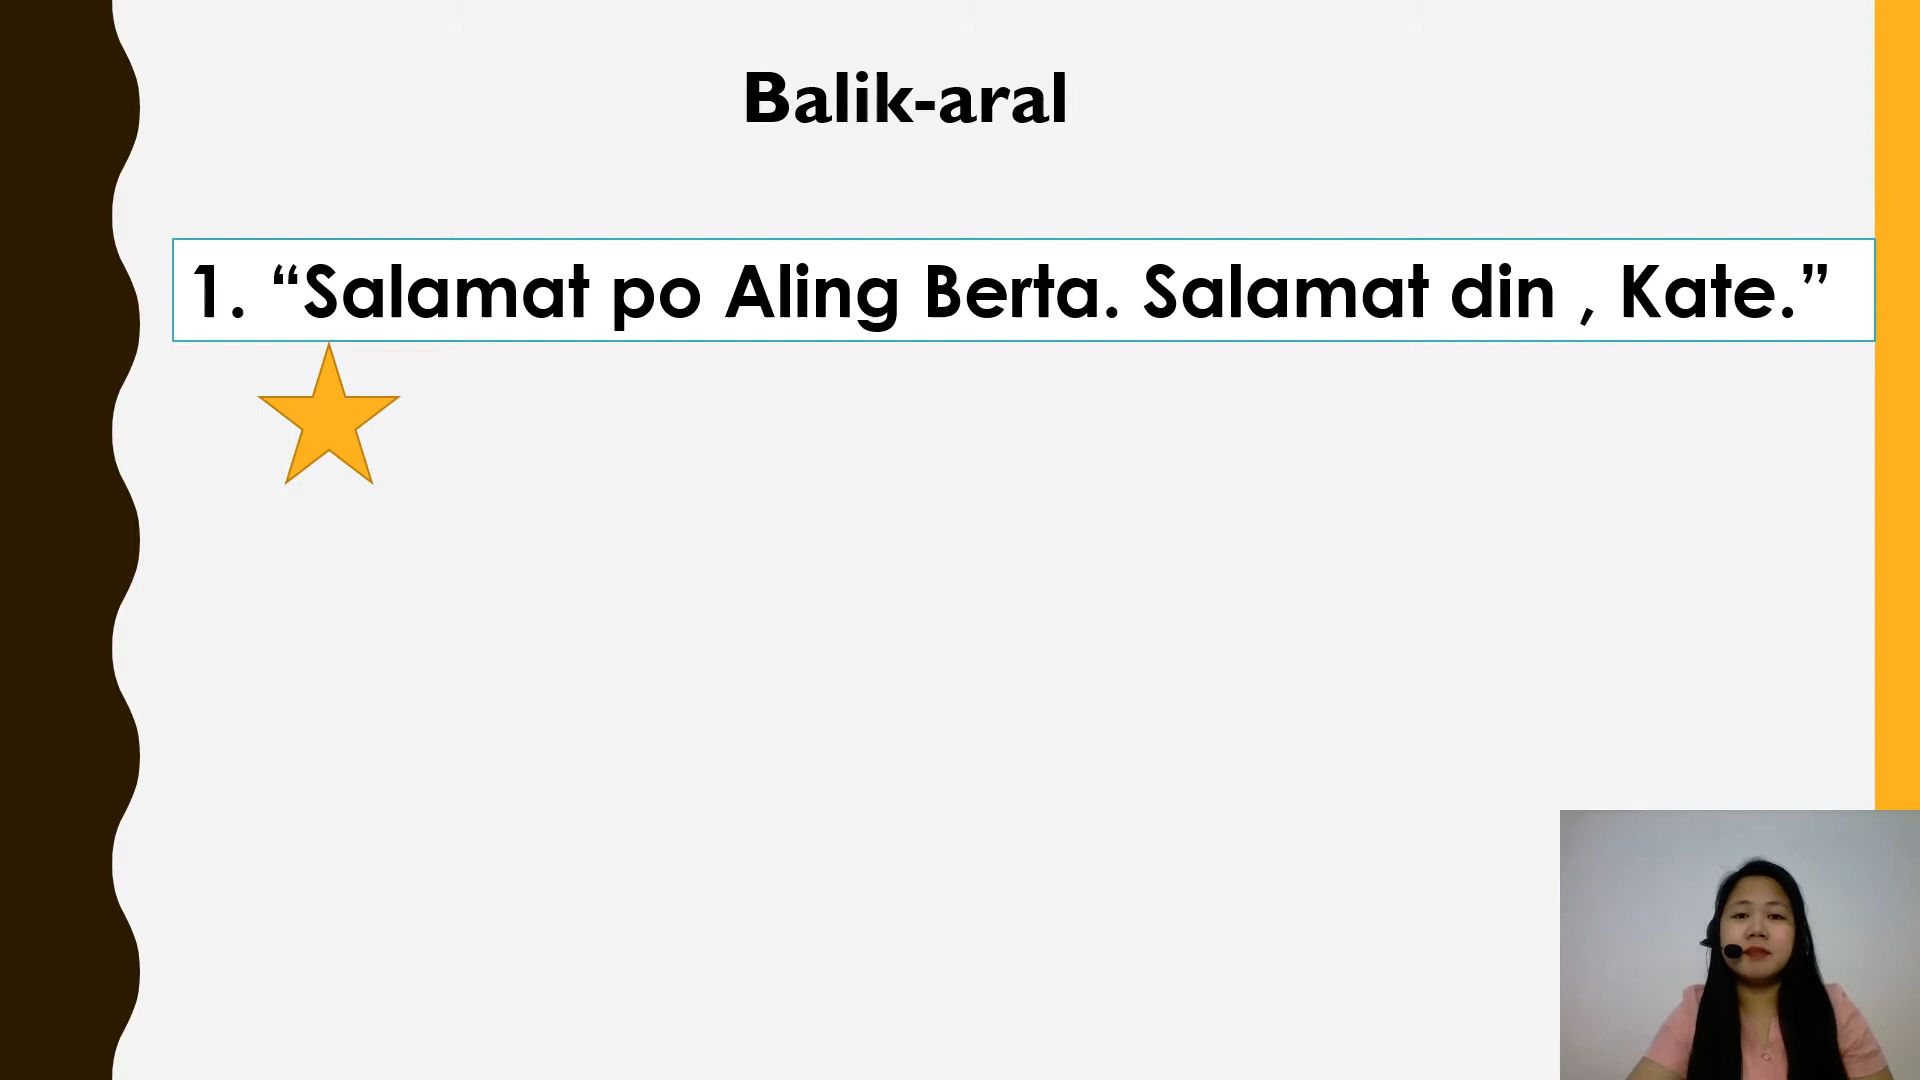 Balik-aral
1. “Salamat po Aling Berta. Salamat din , Kate.”